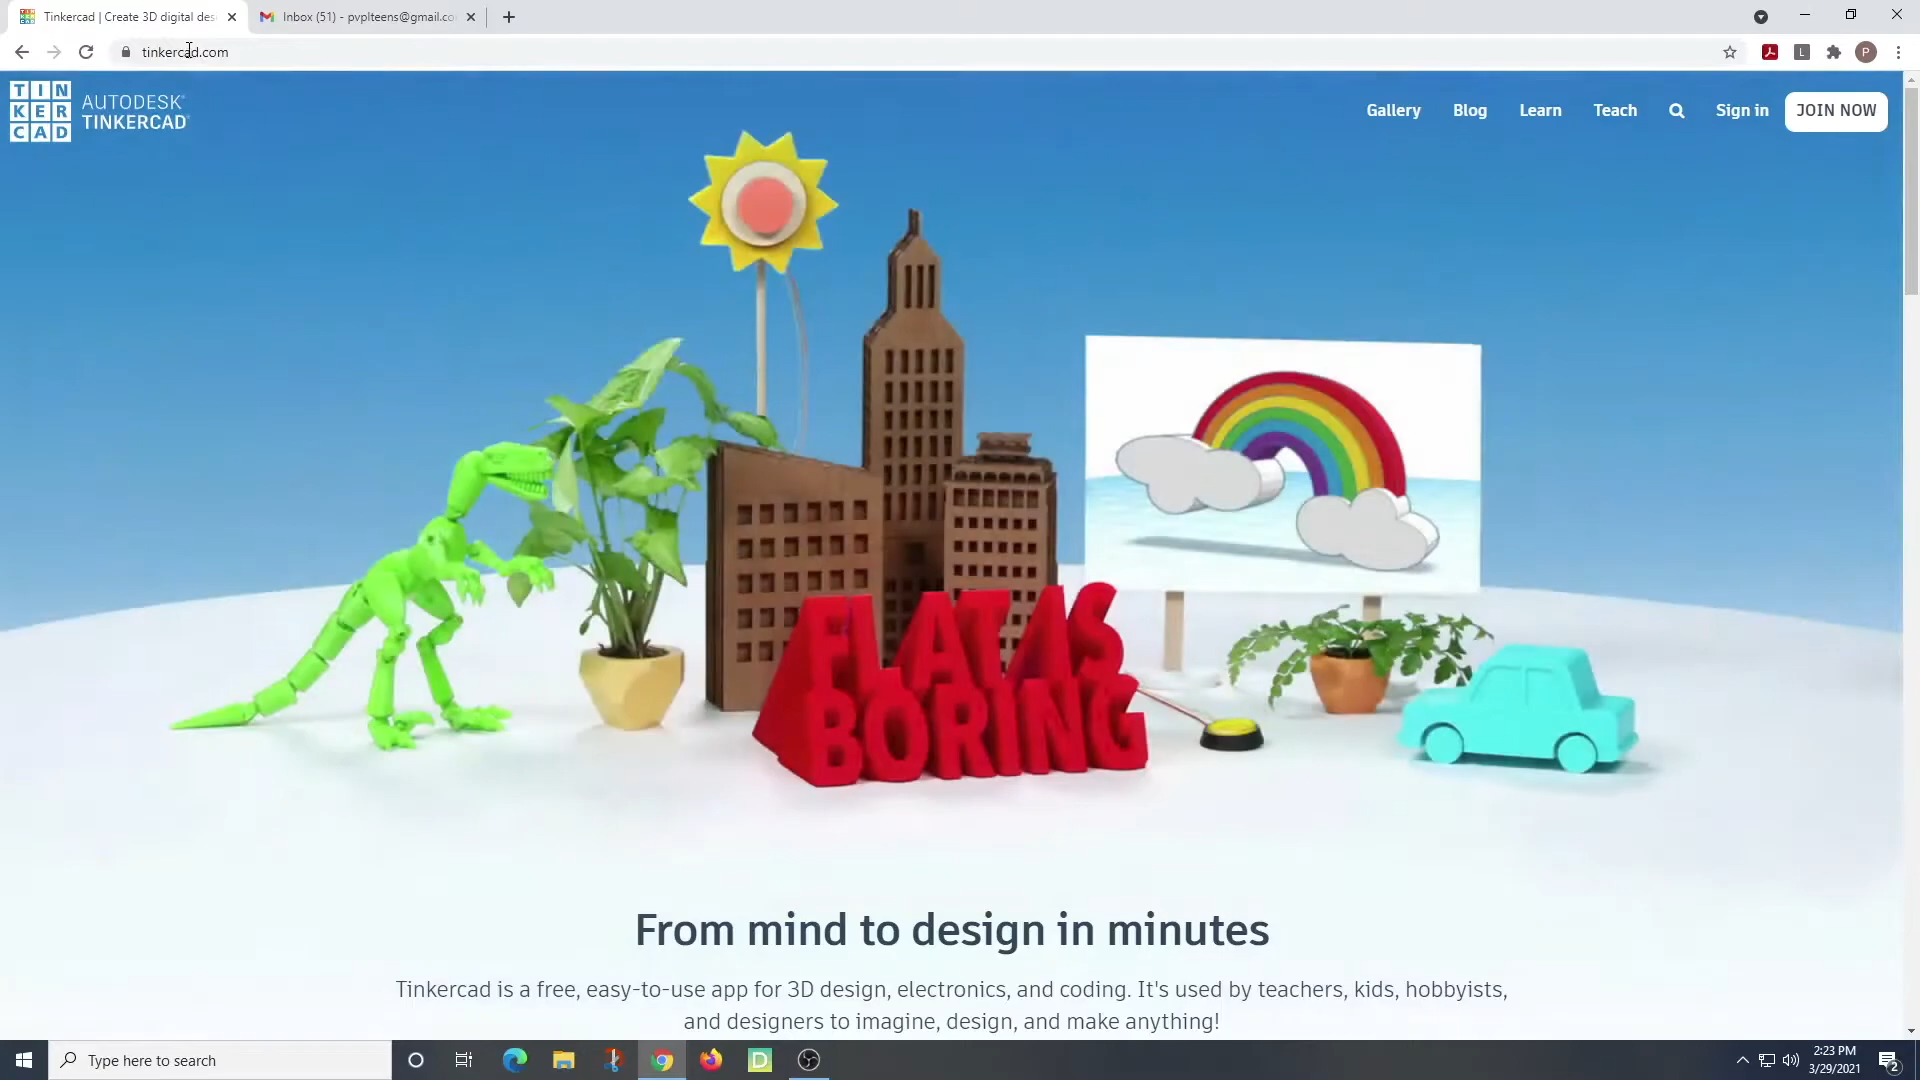 Tinkercad | Create 3D digital des
Inbox (51) - pvplteens@gmail.co
tinkercad.com
P
TIN
KER
CAD
AUTODESK®
TINKERCAD®
Gallery
Blog
Learn
Teach
Sign in
JOIN NOW
FLAT IS
BORING
From mind to design in minutes
Tinkercad is a free, easy-to-use app for 3D design, electronics, and coding. It's used by teachers, kids, hobbyists,
and designers to imagine, design, and make anything!
Type here to search
2:23 PM
3/29/2021
2